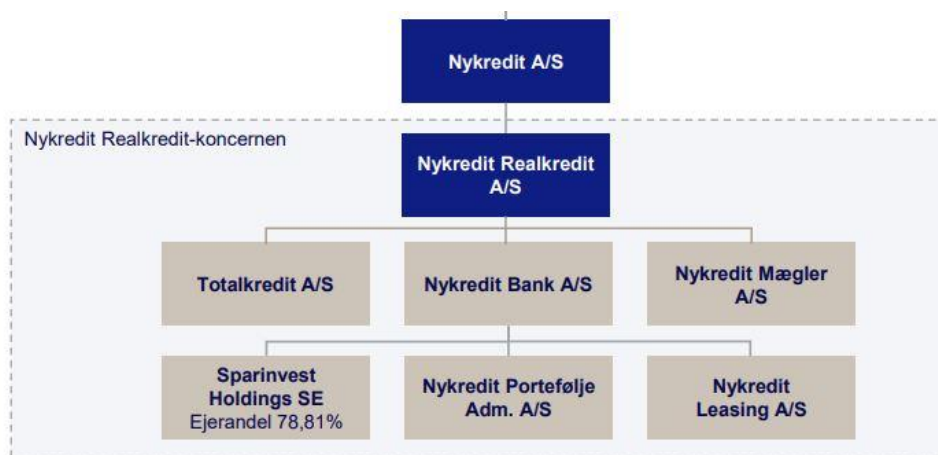 Nykredit A/S
Nykredit Realkredit-koncernen
Nykredit Realkredit
A/S
Totalkredit A/S
Nykredit Bank A/S
Nykredit Mægler
A/S
Sparinvest
Holdings SE
Ejerandel 78,81%
Nykredit Portefølje
Adm. A/S
Nykredit
Leasing A/S